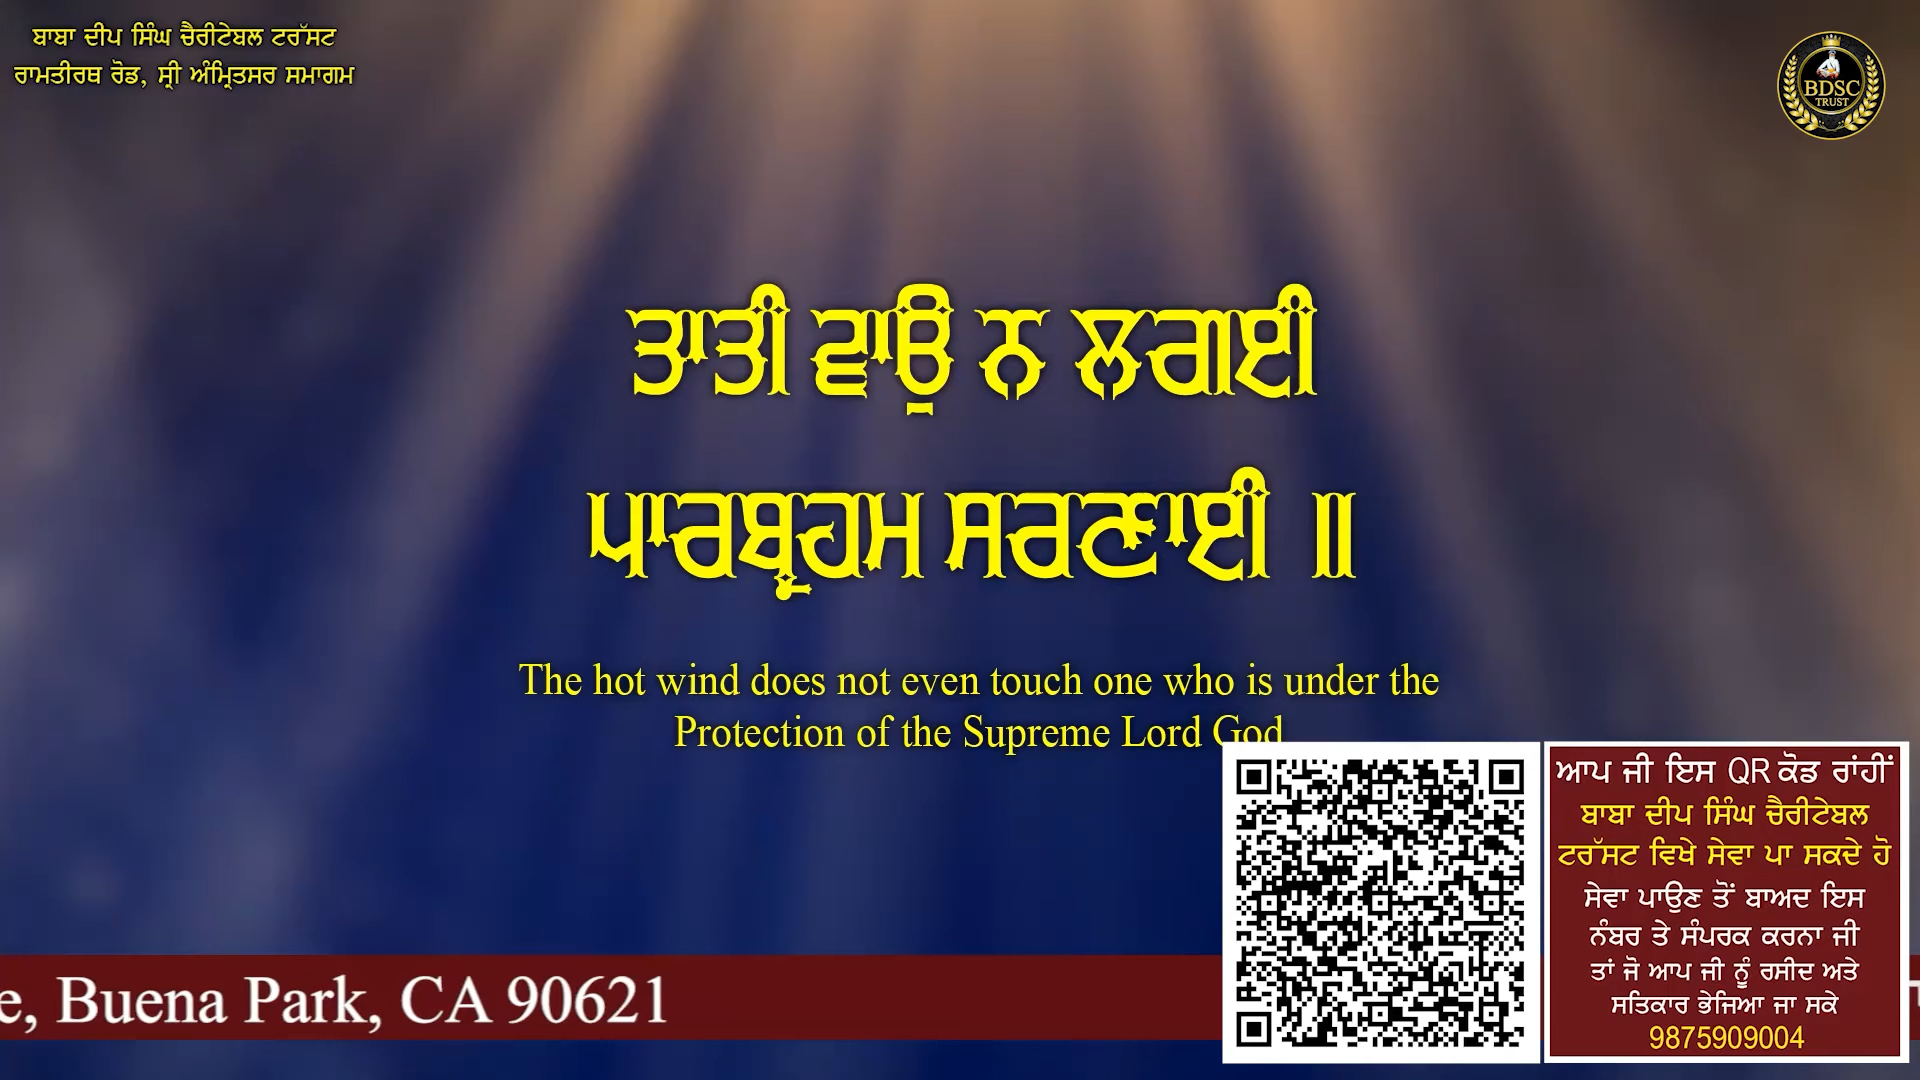 ਬਾਬਾ ਦੀਪ ਸਿੰਘ ਚੈਰੀਟੇਬਲ ਟਰੱਸਟ
ਰਾਮਤੀਰਥ ਰੋਡ, ਸ੍ਰੀ ਅੰਮ੍ਰਿਤਸਰ ਸਮਾਗਮ
BDSC
TRUST
ਤਾਤੀ ਵਾਉ ਨ ਲਗਈ
ਪਾਰਬ੍ਰਹਮ ਸਰਣਾਈ ॥
The hot wind does not even touch one who is under the
Protection of the Supreme Lord God
ਆਪ ਜੀ ਇਸ QR ਕੋਡ ਰਾਂਹੀਂ
ਬਾਬਾ ਦੀਪ ਸਿੰਘ ਚੈਰੀਟੇਬਲ
ਟਰੱਸਟ ਵਿਖੇ ਸੇਵਾ ਪਾ ਸਕਦੇ ਹੋ
ਸੇਵਾ ਪਾਉਣ ਤੋਂ ਬਾਅਦ ਇਸ
ਨੰਬਰ ਤੇ ਸੰਪਰਕ ਕਰਨਾ ਜੀ
ਤਾਂ ਜੋ ਆਪ ਜੀ ਨੂੰ ਰਸੀਦ ਅਤੇ
ਸਤਿਕਾਰ ਭੇਜਿਆ ਜਾ ਸਕੇ
9875909004
e, Buena Park, CA 90621